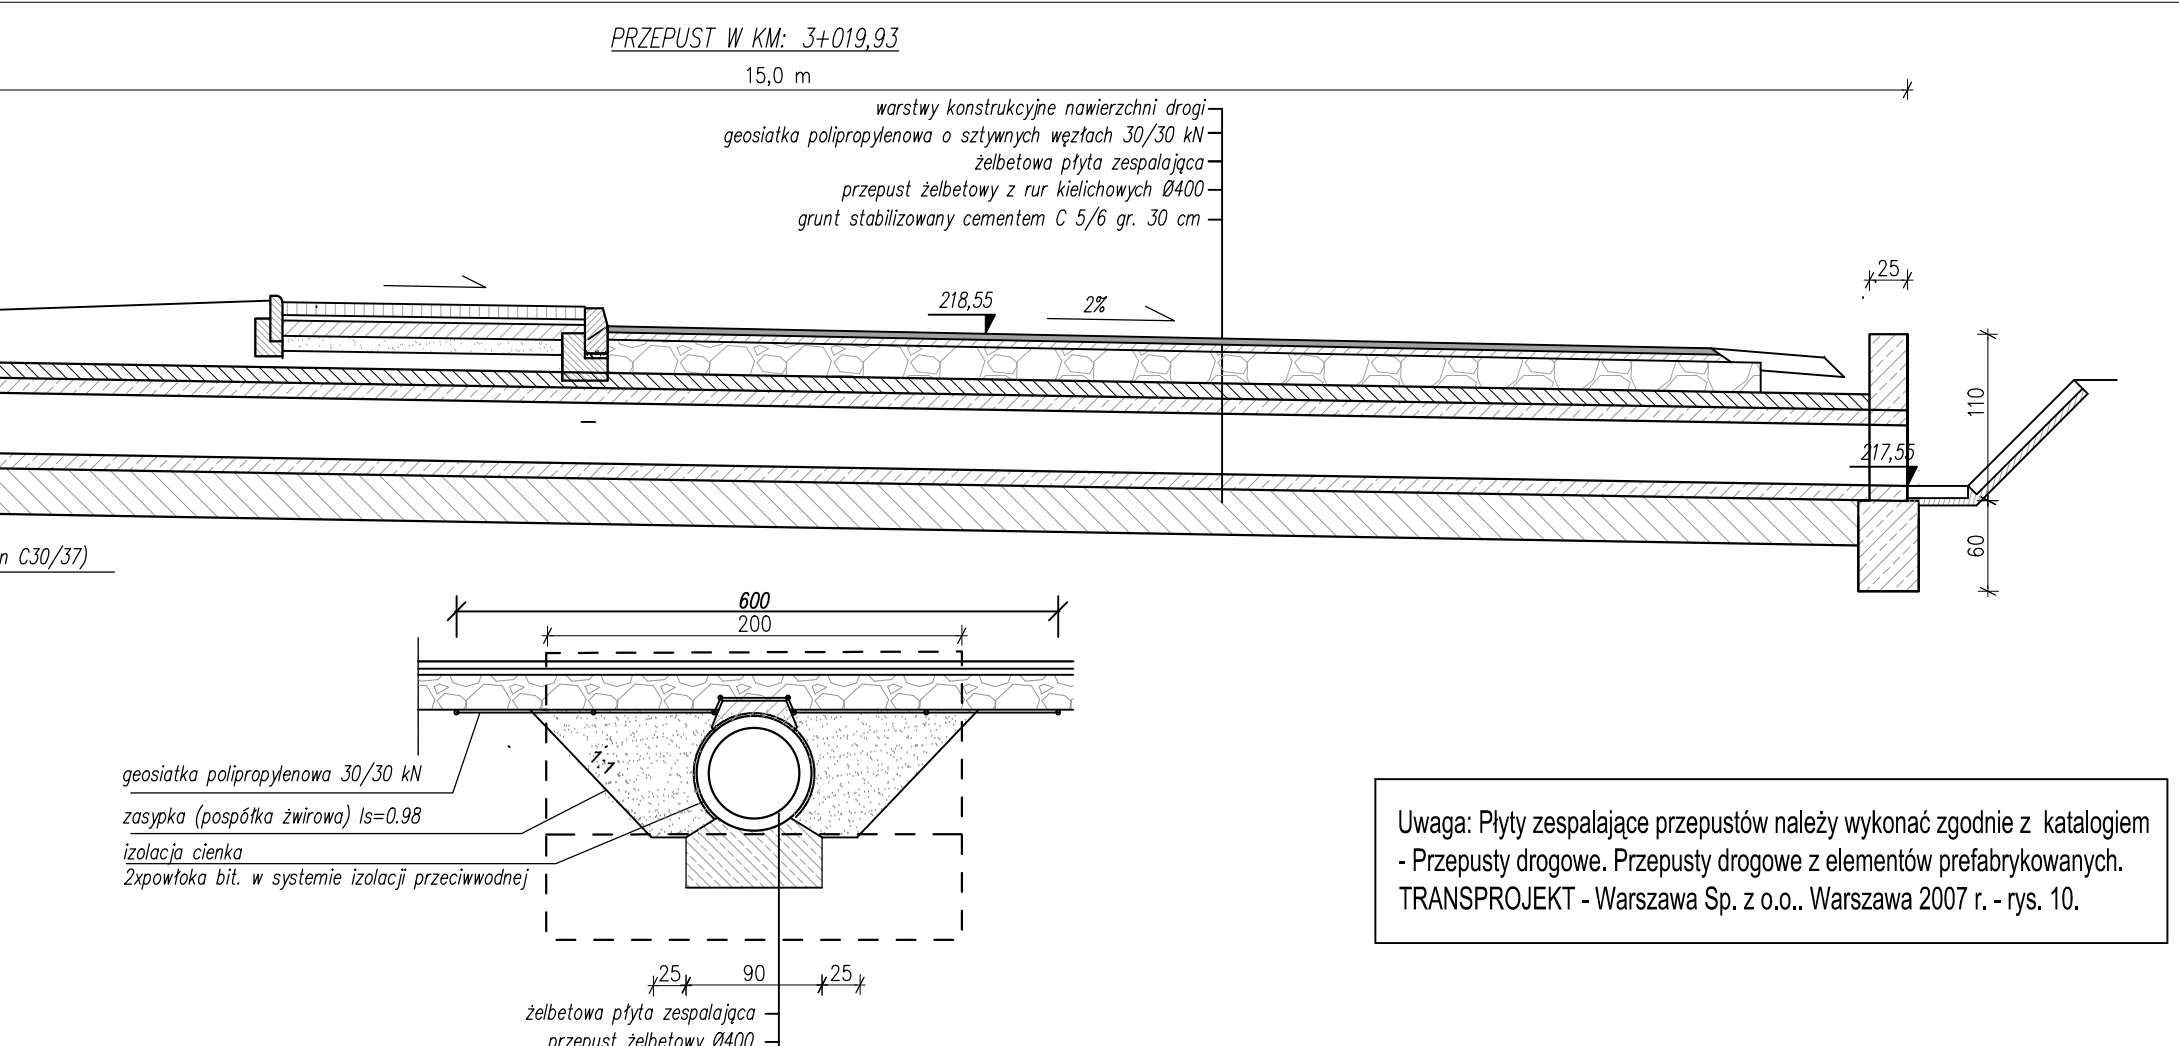 PRZEPUST W KM: 3+019,93
15,0 m
warstwy konstrukcyjne nawierzchni drogi
geosiatka polipropylenowa o sztywnych węzłach 30/30 kN
żelbetowa płyta zespalająca
przepust żelbetowy z rur kielichowych Ø400
grunt stabilizowany cementem C 5/6 gr. 30 cm
25
218,55
2%
110
217,55
60
n C30/37)
600
200
1:1
geosiatka polipropylenowa 30/30 kN
zasypka (pospółka żwirowa) Is=0.98
izolacja cienka
2xpowłoka bit. w systemie izolacji przeciwwodnej
Uwaga: Płyty zespalające przepustów należy wykonać zgodnie z katalogiem
- Przepusty drogowe. Przepusty drogowe z elementów prefabrykowanych.
TRANSPROJEKT - Warszawa Sp. z o.o.. Warszawa 2007 r. - rys. 10.
25 90 25
żelbetowa płyta zespalająca
przepust żelbetowy Ø400